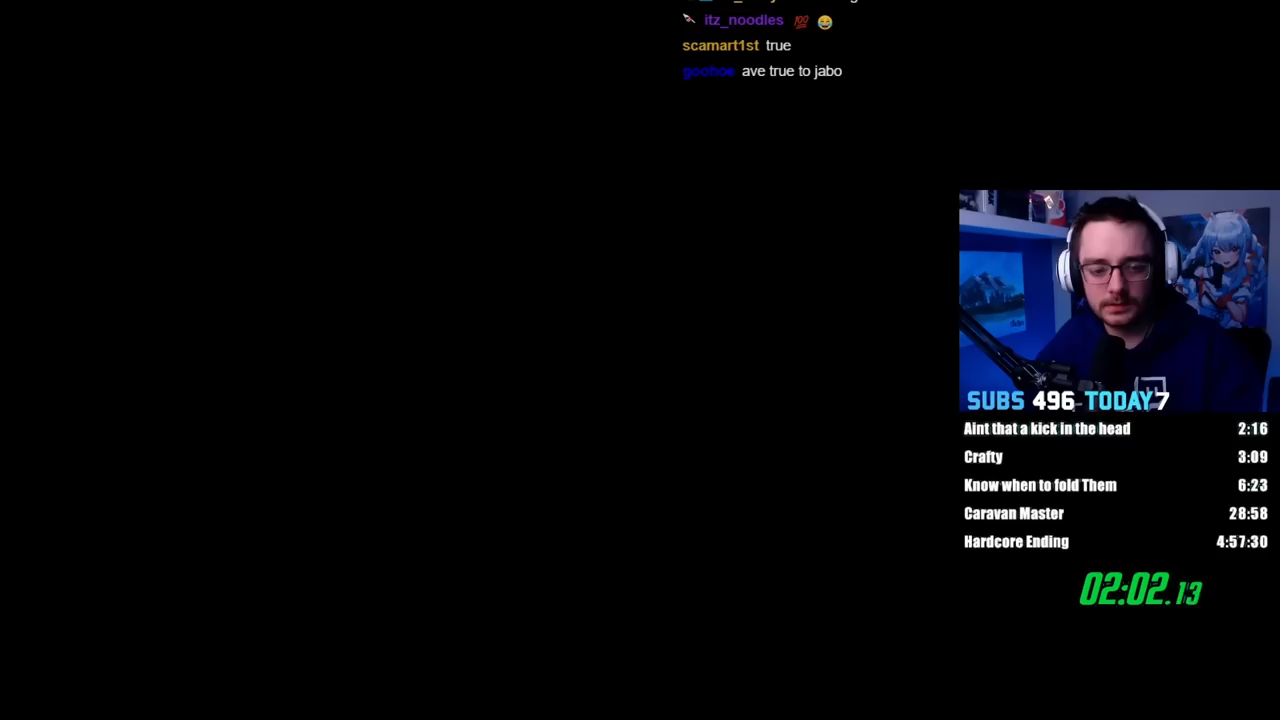 itz_noodles 💯 😂
scamart1st true
gooboe ave true to jabo
SUBS 496 TODAY 7
Aint that a kick in the head 2:16
Crafty 3:09
Know when to fold Them 6:23
Caravan Master 28:58
Hardcore Ending 4:57:30
02:02.13